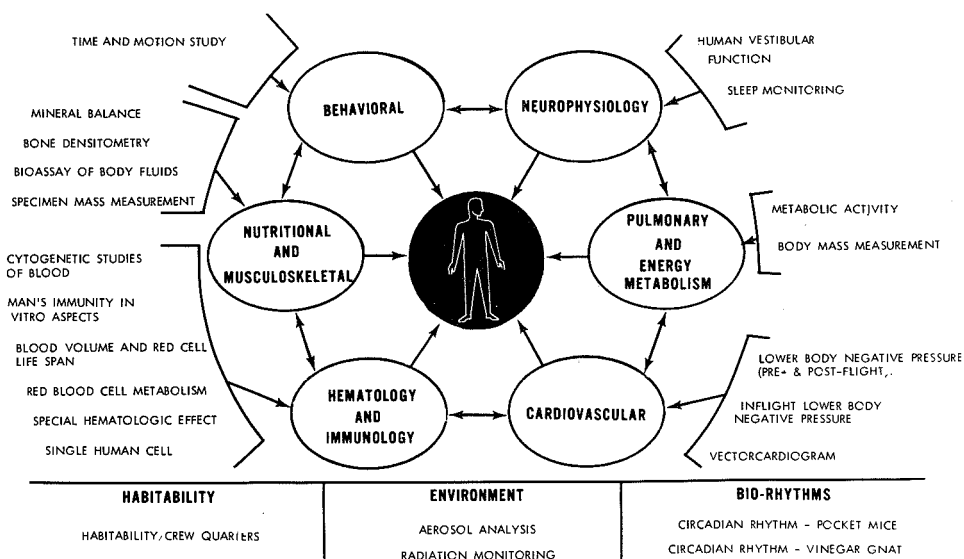 TIME AND MOTION STUDY
MINERAL BALANCE
BONE DENSITOMETRY
BIOASSAY OF BODY FLUIDS
SPECIMEN MASS MEASUREMENT
CYTOGENETIC STUDIES
OF BLOOD
MAN'S IMMUNITY IN
VITRO ASPECTS
BLOOD VOLUME AND RED CELL
LIFE SPAN
RED BLOOD CELL METABOLISM
SPECIAL HEMATOLOGIC EFFECT
SINGLE HUMAN CELL
BEHAVIORAL
NEUROPHYSIOLOGY
NUTRITIONAL
AND
MUSCULOSKELETAL
PULMONARY
AND
ENERGY
METABOLISM
HEMATOLOGY
AND
IMMUNOLOGY
CARDIOVASCULAR
HUMAN VESTIBULAR
FUNCTION
SLEEP MONITORING
METABOLIC ACTIVITY
BODY MASS MEASUREMENT
LOWER BODY NEGATIVE PRESSURE
(PRE+ & POST-FLIGHT,.
INFLIGHT LOWER BODY
NEGATIVE PRESSURE
VECTORCARDIOGRAM
HABITABILITY
HABITABILITY/CREW QUARTERS
ENVIRONMENT
AEROSOL ANALYSIS
RADIATION MONITORING
BIO-RHYTHMS
CIRCADIAN RHYTHM - POCKET MICE
CIRCADIAN RHYTHM - VINEGAR GNAT